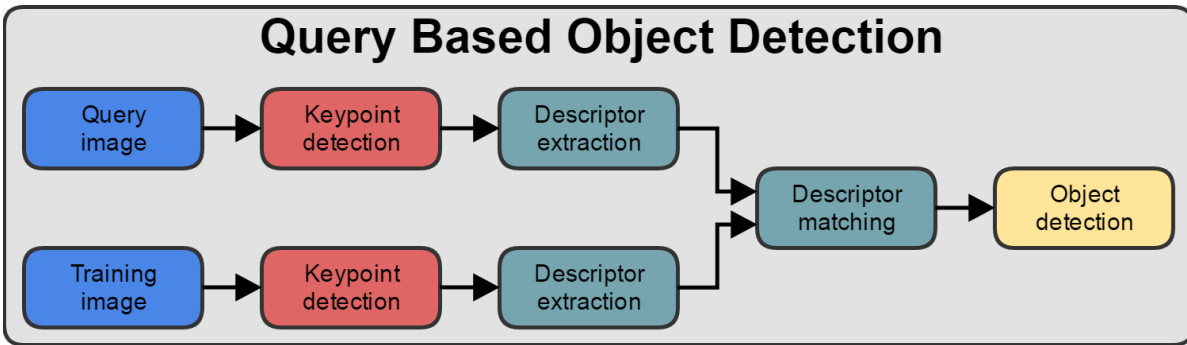 Query Based Object Detection
Query
image
Keypoint
detection
Descriptor
extraction
Training
image
Keypoint
detection
Descriptor
extraction
Descriptor
matching
Object
detection